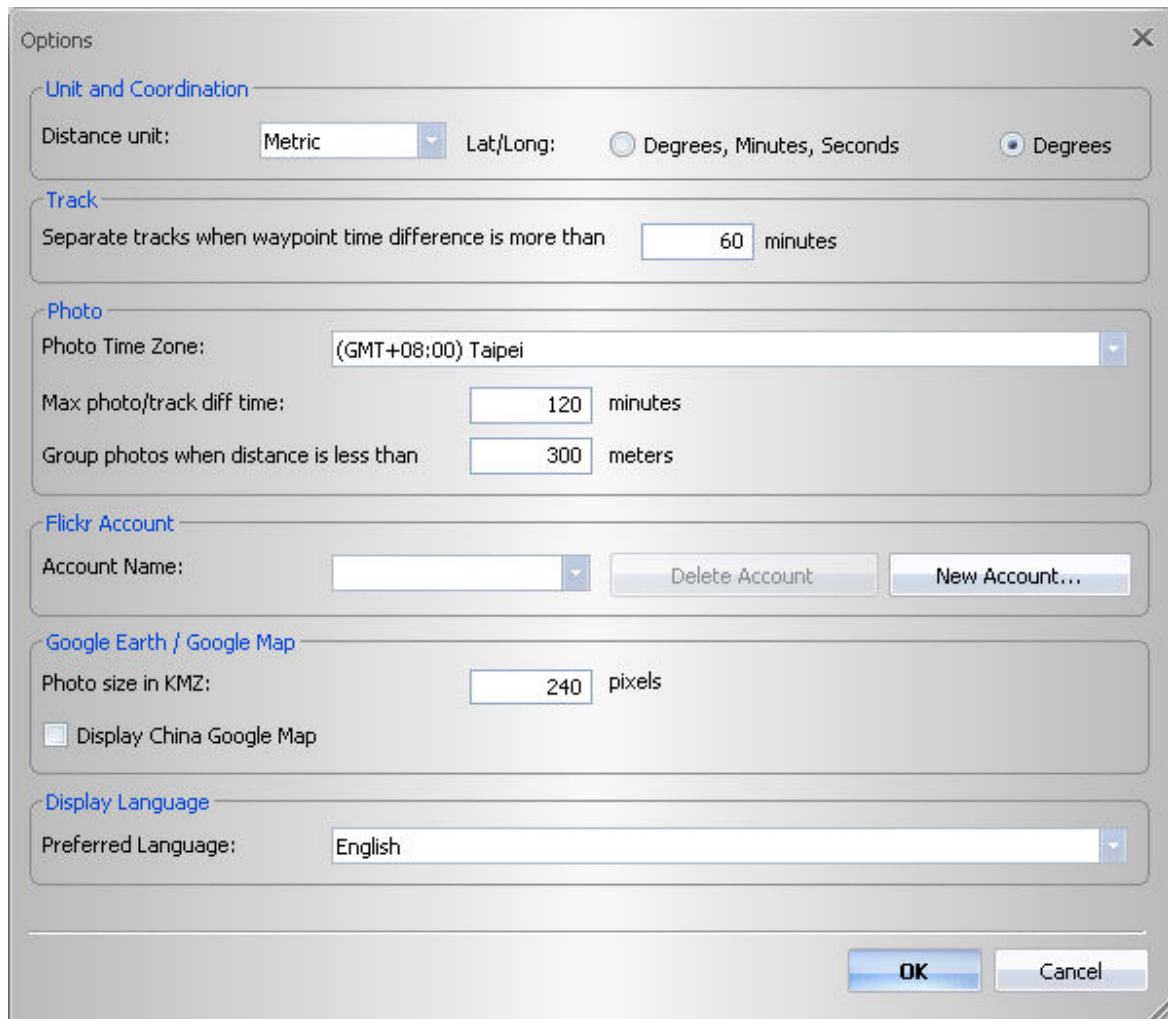 Options
Unit and Coordination
Distance unit: Metric Lat/Long: Degrees, Minutes, Seconds Degrees
Track
Separate tracks when waypoint time difference is more than 60 minutes
Photo
Photo Time Zone: (GMT+08:00) Taipei
Max photo/track diff time: 120 minutes
Group photos when distance is less than 300 meters
Flickr Account
Account Name: Delete Account New Account...
Google Earth / Google Map
Photo size in KMZ: 240 pixels
Display China Google Map
Display Language
Preferred Language: English
OK Cancel